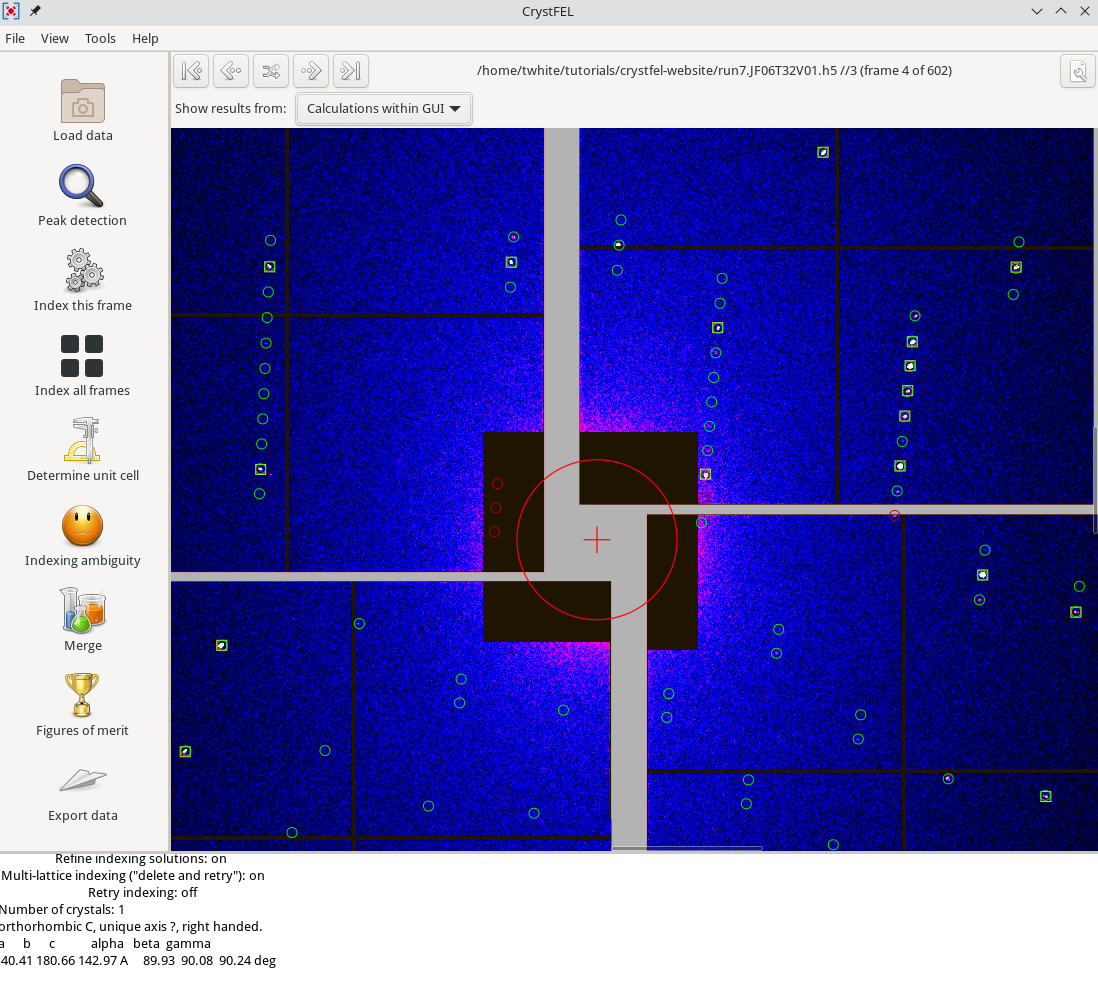 CrystFEL
File View Tools Help
/home/twhite/tutorials/crystfel-website/run7.JF06T32V01.h5 //3 (frame 4 of 602)
Show results from: Calculations within GUI
Load data
Peak detection
Index this frame
Index all frames
Determine unit cell
Indexing ambiguity
Merge
Figures of merit
Export data
Refine indexing solutions: on
Multi-lattice indexing ("delete and retry"): on
Retry indexing: off
Number of crystals: 1
orthorhombic C, unique axis ?, right handed.
a b c alpha beta gamma
40.41 180.66 142.97 A 89.93 90.08 90.24 deg